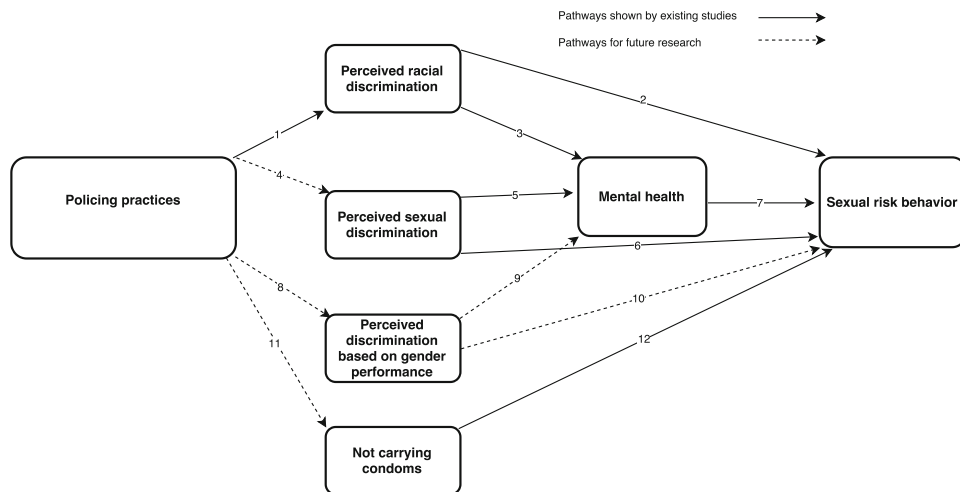 Pathways shown by existing studies
Pathways for future research
Perceived racial
discrimination
2
1
3
4
Policing practices
Perceived sexual
discrimination
5
Mental health
7
Sexual risk behavior
6
8
9
10
Perceived
discrimination
based on gender
performance
11
12
Not carrying
condoms